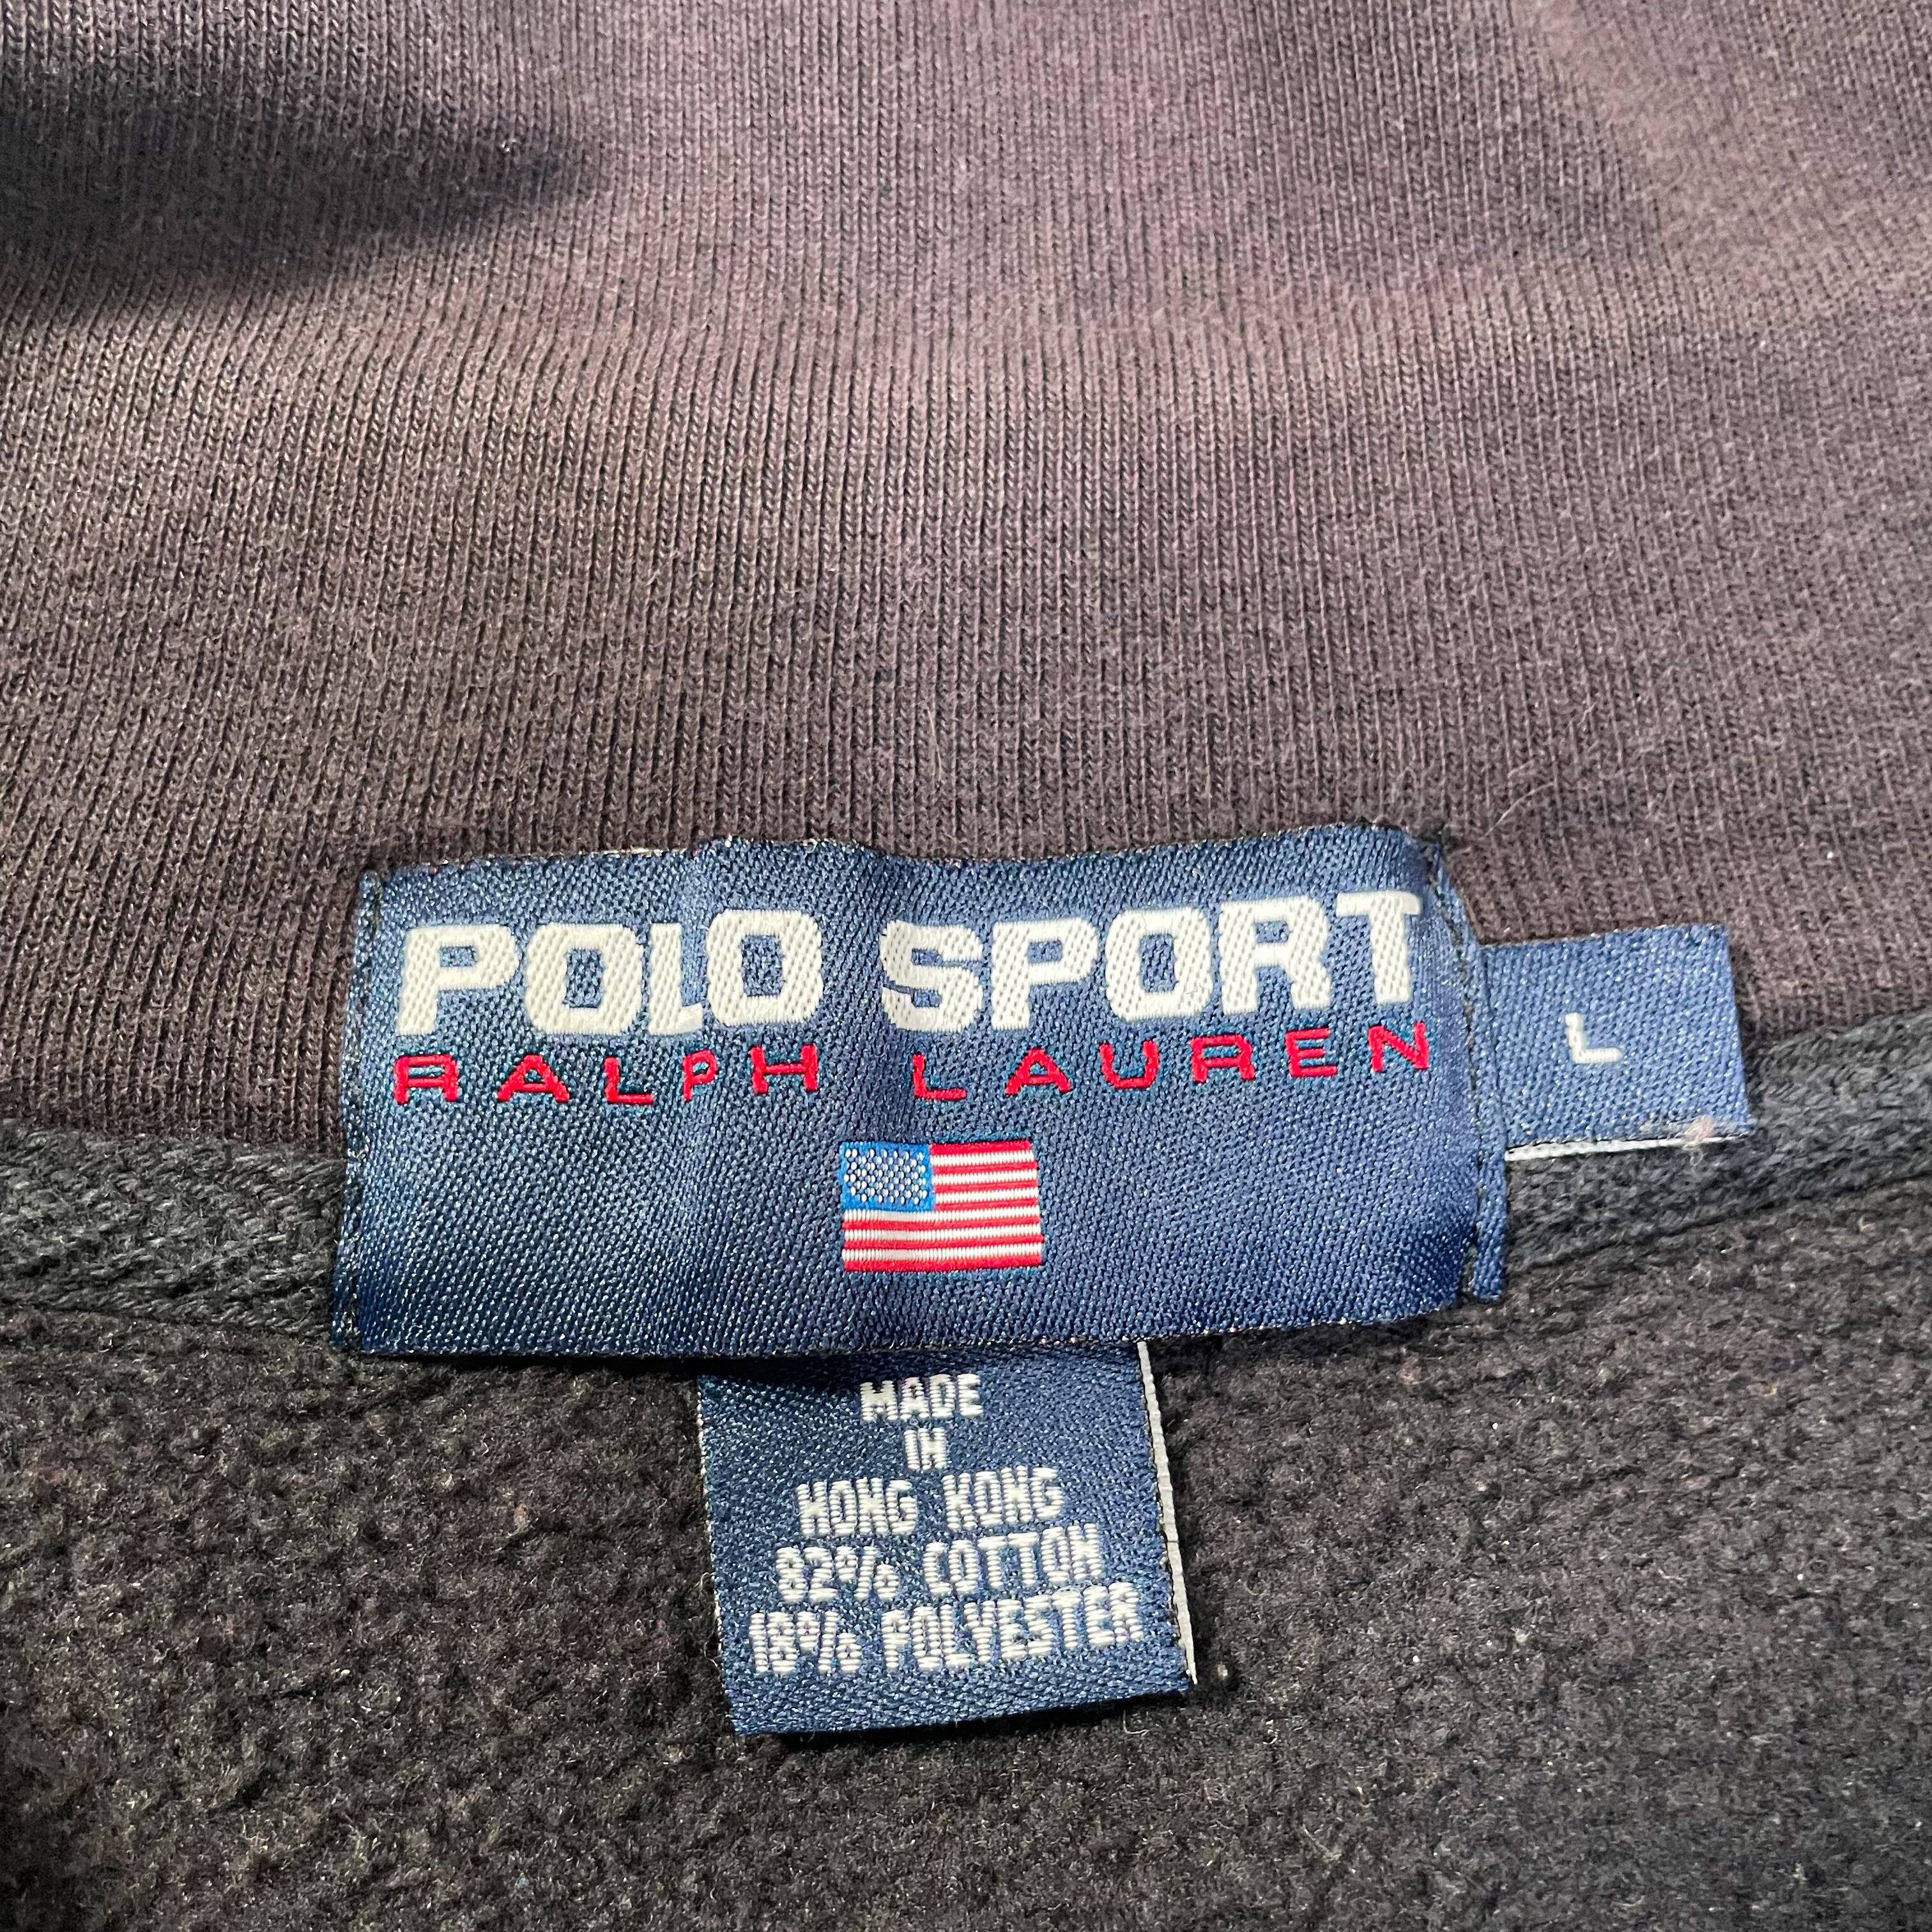 POLO SPORT
RALPH LAUREN
L
MADE
IN
HONG KONG
82% COTTON
18% POLYESTER